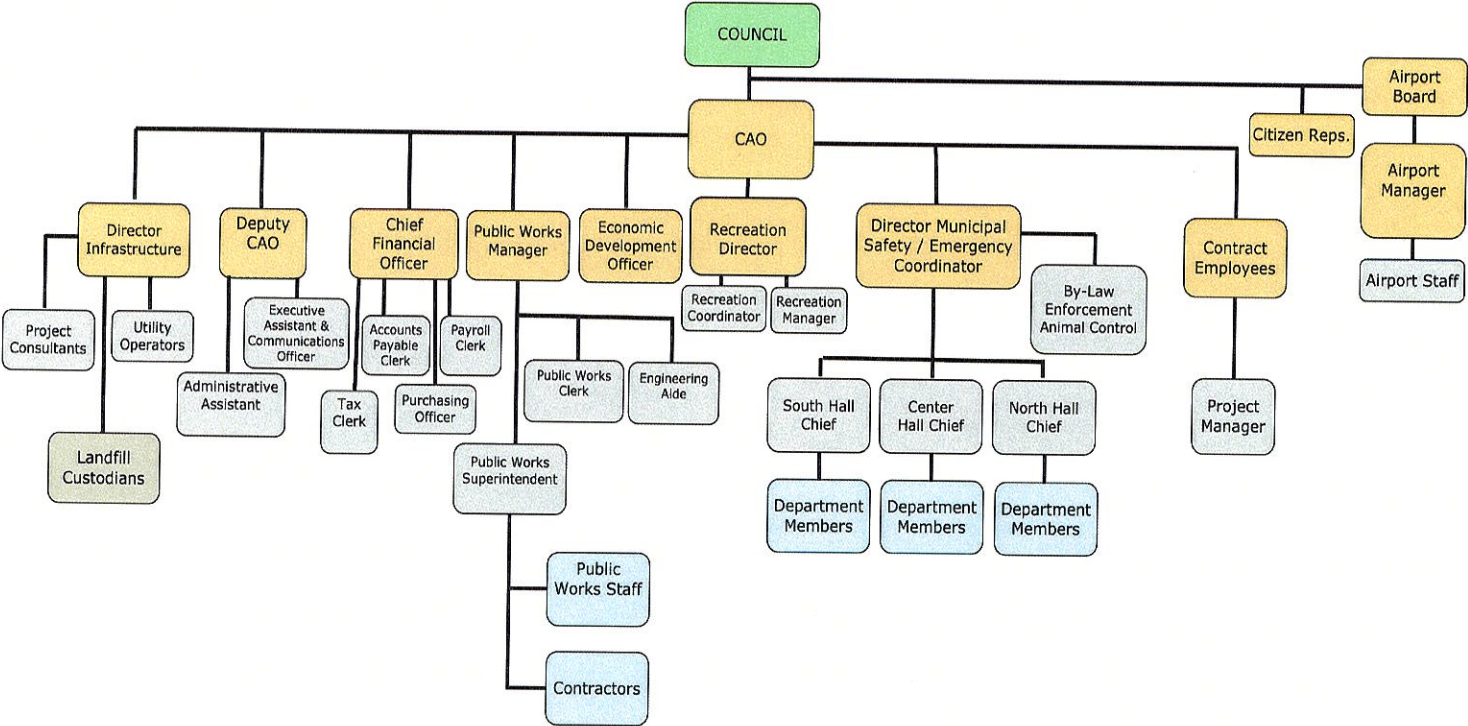 COUNCIL
Airport
Board
Citizen Reps.
CAO
Airport
Manager
Airport Staff
Director
Infrastructure
Deputy
CAO
Chief
Financial
Officer
Public Works
Manager
Economic
Development
Officer
Recreation
Director
Director Municipal
Safety / Emergency
Coordinator
Contract
Employees
By-Law
Enforcement
Animal Control
Project
Consultants
Utility
Operators
Executive
Assistant &
Communications
Officer
Accounts
Payable
Clerk
Payroll
Clerk
Recreation
Coordinator
Recreation
Manager
Administrative
Assistant
Tax
Clerk
Purchasing
Officer
Public Works
Clerk
Engineering
Aide
South Hall
Chief
Center
Hall Chief
North Hall
Chief
Project
Manager
Landfill
Custodians
Public Works
Superintendent
Department
Members
Department
Members
Department
Members
Public
Works Staff
Contractors